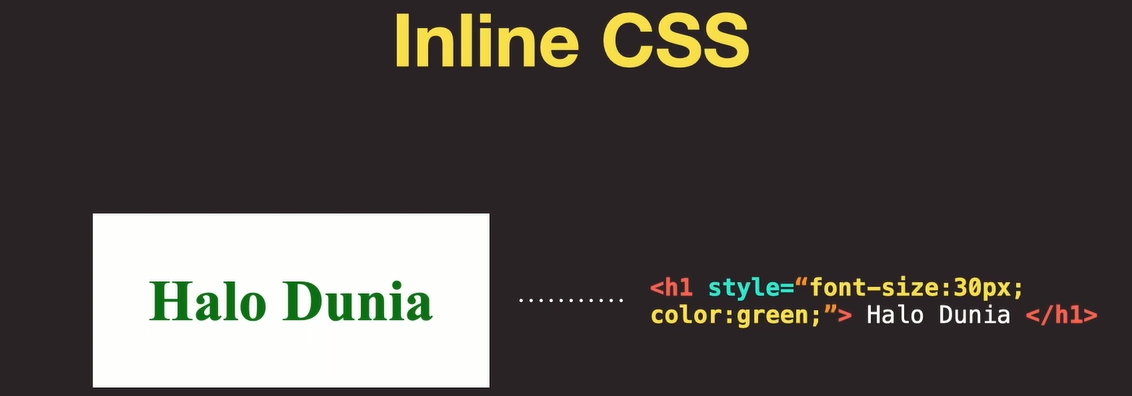 Inline CSS
Halo Dunia
<h1 style=“font-size:30px;
color:green;”> Halo Dunia </h1>